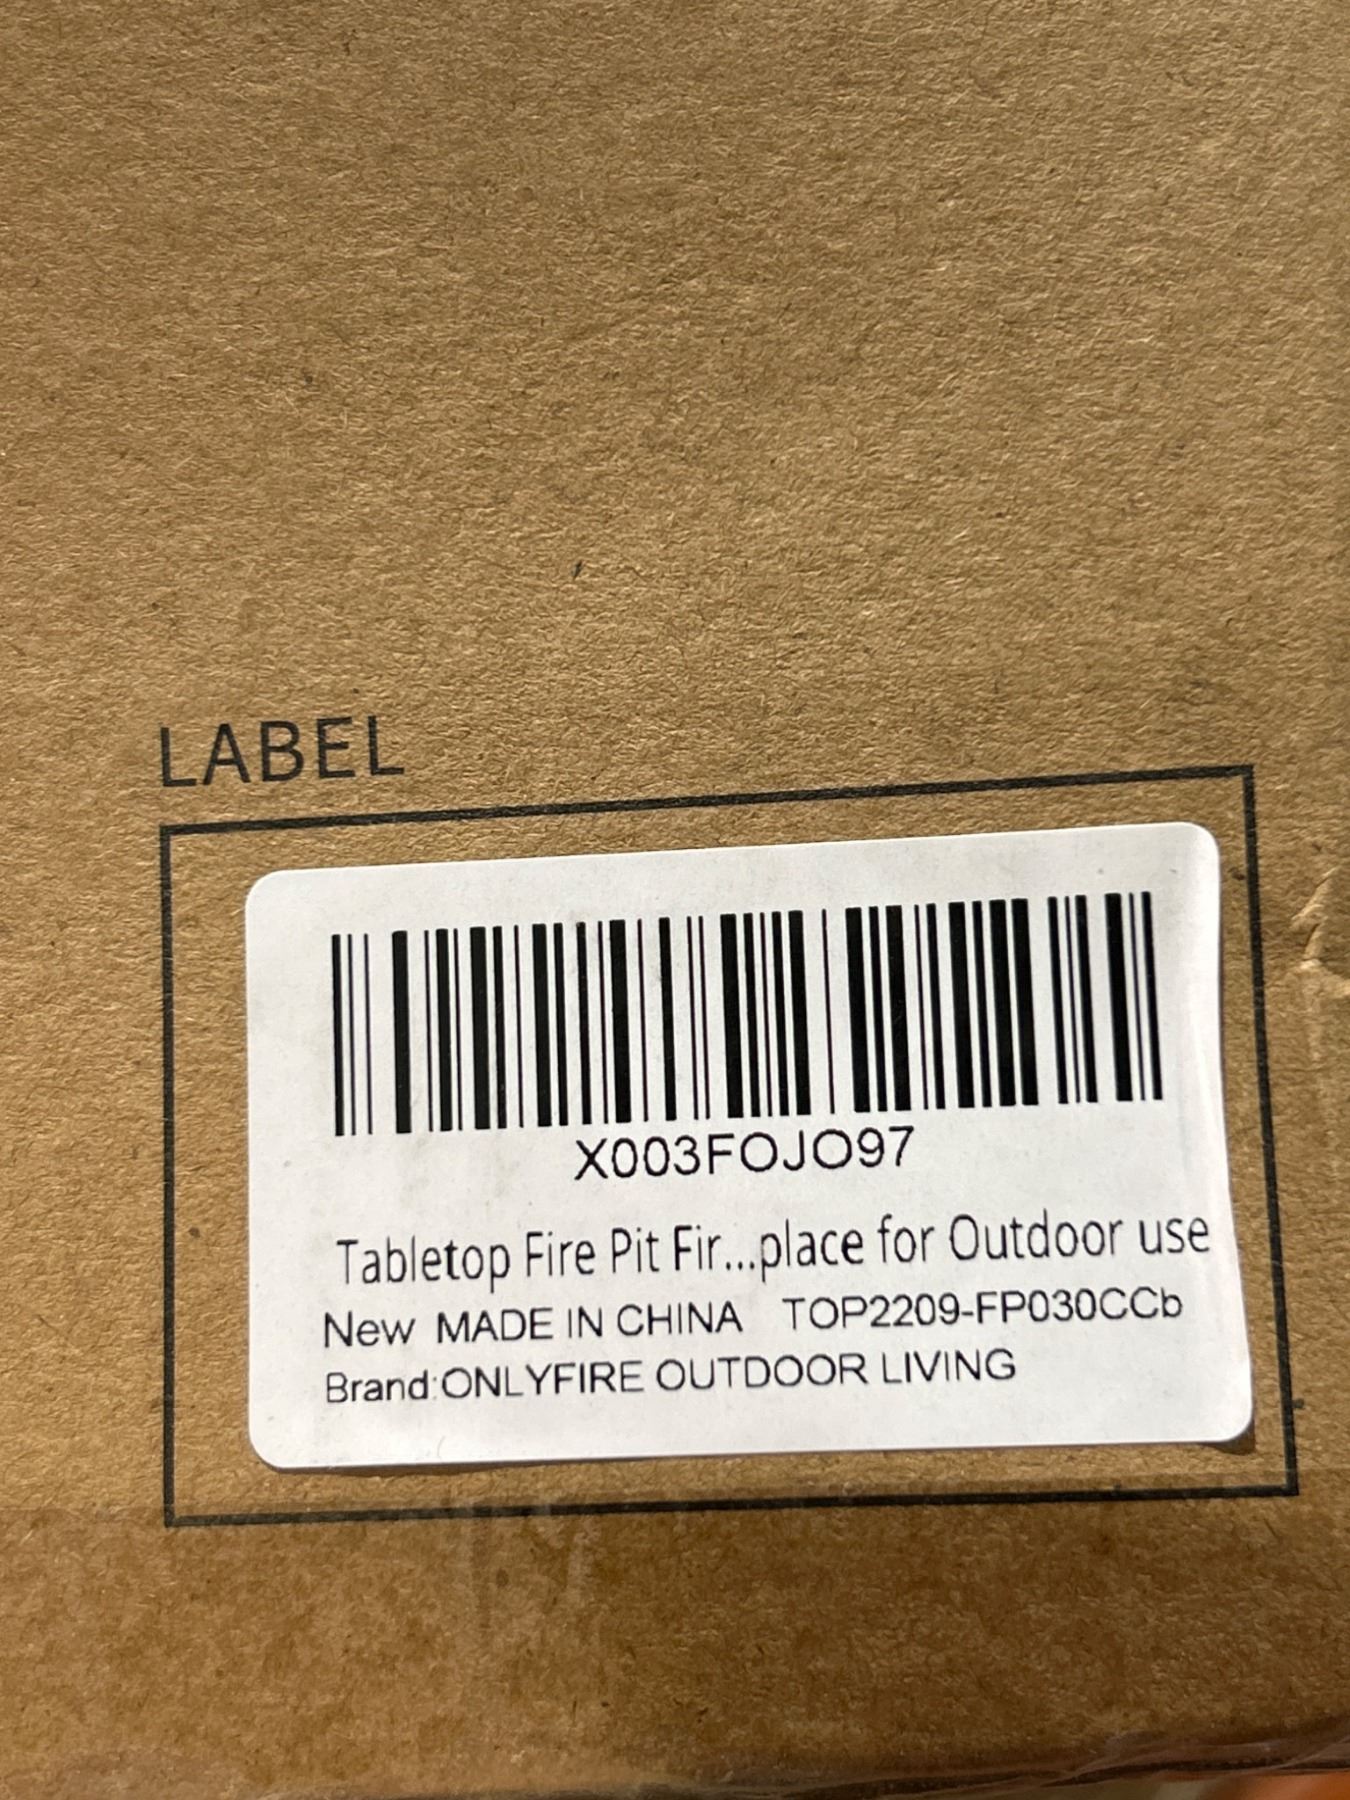 LABEL
X003FOJO97
Tabletop Fire Pit Fir...place for Outdoor use
New MADE IN CHINA TOP2209-FP030CCb
Brand:ONLYFIRE OUTDOOR LIVING